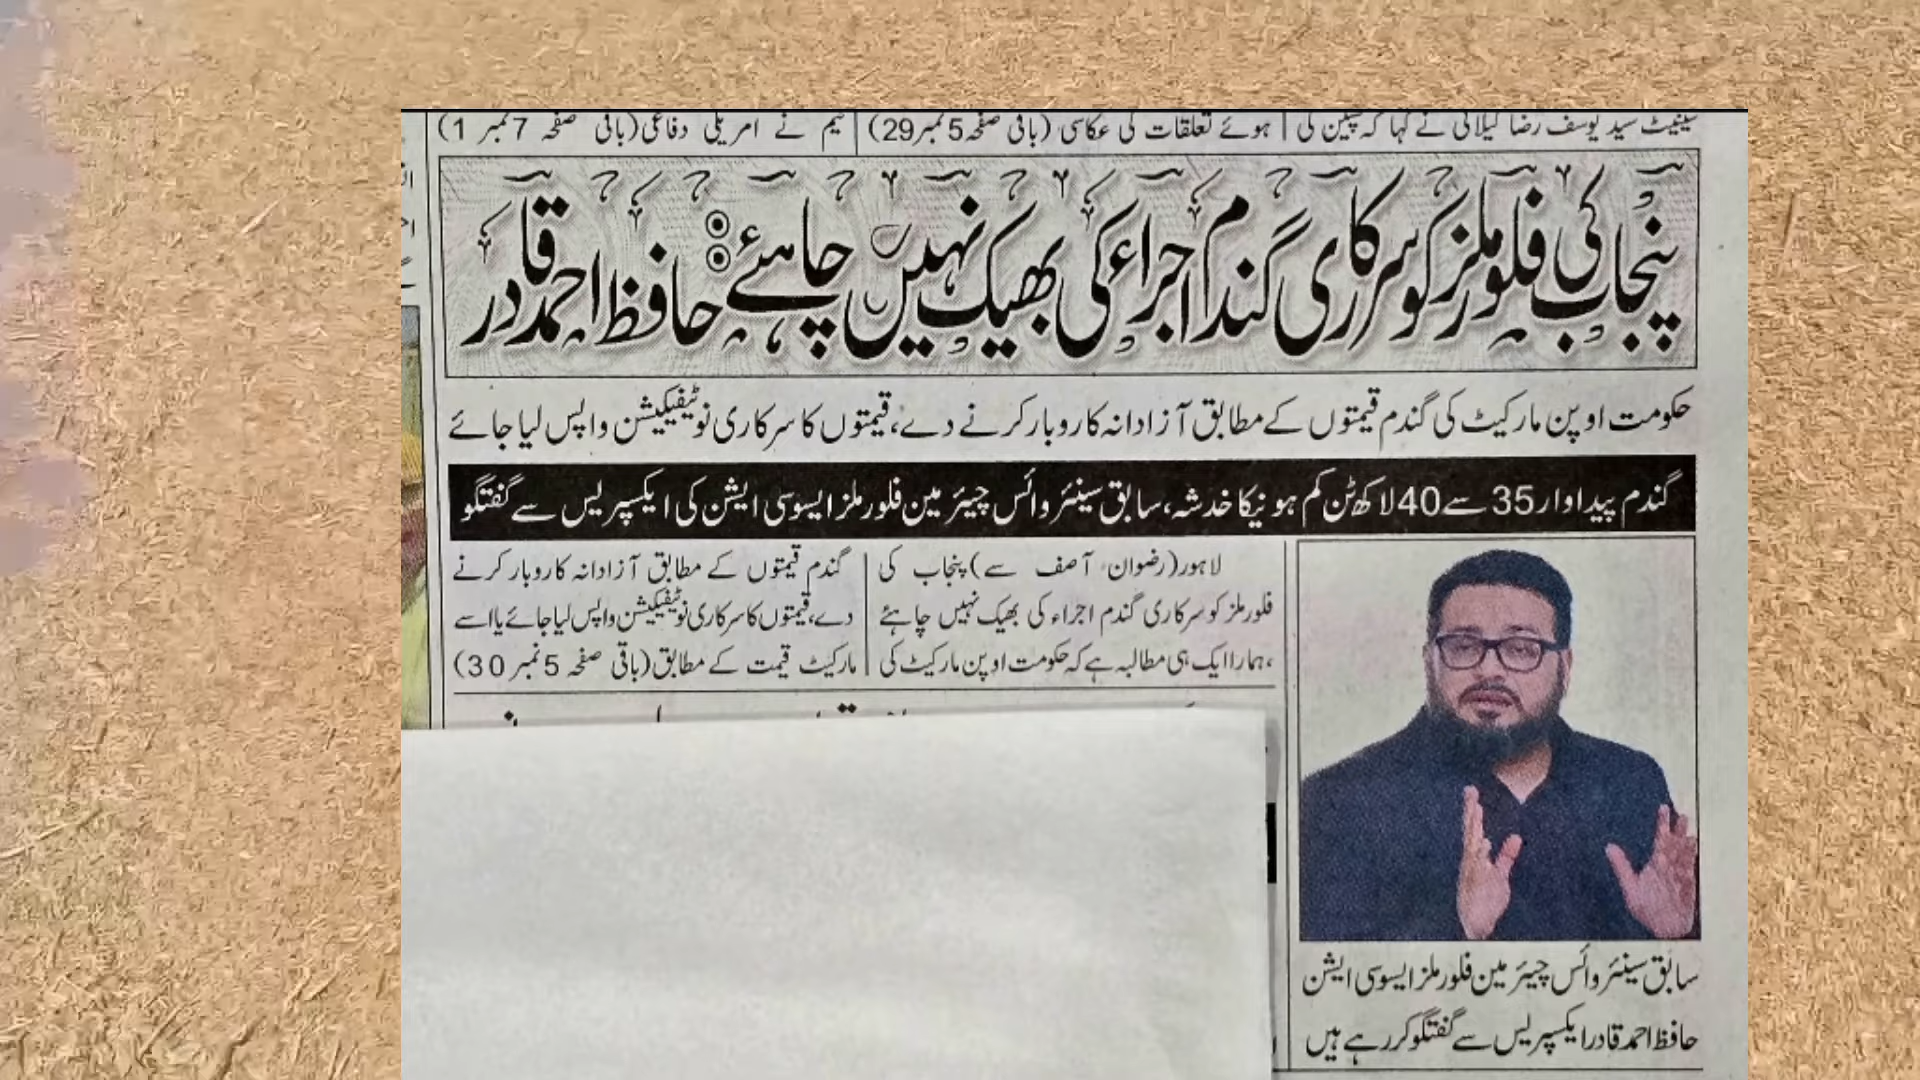 سینیٹ سید یوسف رضا گیلانی نے کہا کہ چین کی
ہوئے تعلقات کی عکاسی (باقی صفحہ 5 نمبر 29)
ٹیم نے امریکی دفاعی (باقی صفحہ 7 نمبر 1)
پنجاب کی فلور ملز کو سرکاری گندم اجراء کی بھیک نہیں چاہئے: حافظ احمد قادر
حکومت اوپن مارکیٹ کی گندم قیمتوں کے مطابق آزادانہ کاروبار کرنے دے، قیمتوں کا سرکاری نوٹیفیکیشن واپس لیا جائے
گندم پیداوار 35 سے 40 لاکھ ٹن کم ہونیکا خدشہ، سابق سینئر وائس چیئرمین فلور ملز ایسوسی ایشن کی ایکسپریس سے گفتگو
لاہور (رضوان آصف سے) پنجاب کی
فلور ملز کو سرکاری گندم اجراء کی بھیک نہیں چاہئے
، ہمارا ایک ہی مطالبہ ہے کہ حکومت اوپن مارکیٹ کی
گندم قیمتوں کے مطابق آزادانہ کاروبار کرنے
دے، قیمتوں کا سرکاری نوٹیفیکیشن واپس لیا جائے یا اسے
مارکیٹ قیمت کے مطابق (باقی صفحہ 5 نمبر 30)
سابق سینئر وائس چیئرمین فلور ملز ایسوسی ایشن
حافظ احمد قادر ایکسپریس سے گفتگو کر رہے ہیں